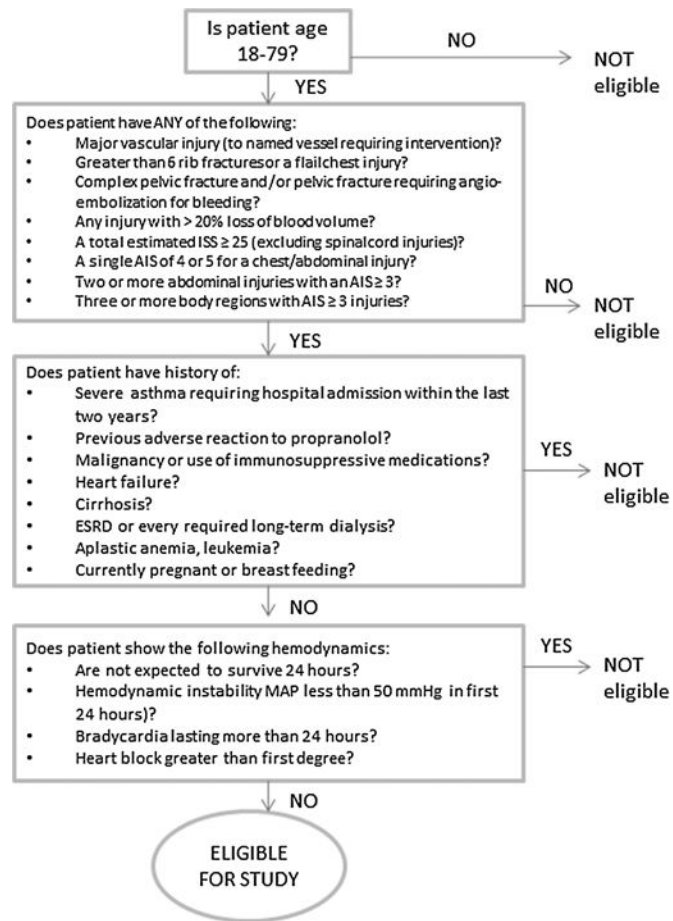 Is patient age
18-79?
NO
NOT
eligible
YES
Does patient have ANY of the following:
• Major vascular injury (to named vessel requiring intervention)?
• Greater than 6 rib fractures or a flail chest injury?
• Complex pelvic fracture and/or pelvic fracture requiring angio-
embolization for bleeding?
• Any injury with > 20% loss of blood volume?
• A total estimated ISS ≥ 25 (excluding spinal cord injuries)?
• A single AIS of 4 or 5 for a chest/abdominal injury?
• Two or more abdominal injuries with an AIS ≥ 3?
• Three or more body regions with AIS ≥ 3 injuries?
NO
NOT
eligible
YES
Does patient have history of:
• Severe asthma requiring hospital admission within the last
two years?
• Previous adverse reaction to propranolol?
• Malignancy or use of immunosuppressive medications?
• Heart failure?
• Cirrhosis?
• ESRD or every required long-term dialysis?
• Aplastic anemia, leukemia?
• Currently pregnant or breast feeding?
YES
NOT
eligible
NO
Does patient show the following hemodynamics:
• Are not expected to survive 24 hours?
• Hemodynamic instability MAP less than 50 mmHg in first
24 hours)?
• Bradycardia lasting more than 24 hours?
• Heart block greater than first degree?
YES
NOT
eligible
NO
ELIGIBLE
FOR STUDY